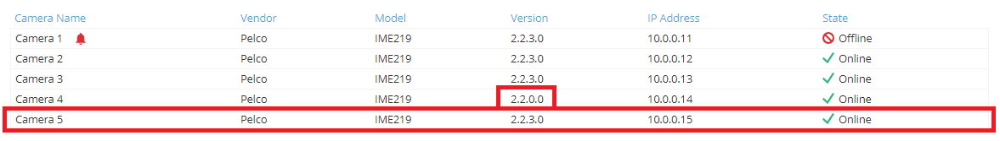 Camera Name Vendor Model Version IP Address State
Camera 1 Pelco IME219 2.2.3.0 10.0.0.11 Offline
Camera 2 Pelco IME219 2.2.3.0 10.0.0.12 Online
Camera 3 Pelco IME219 2.2.3.0 10.0.0.13 Online
Camera 4 Pelco IME219 2.2.0.0 10.0.0.14 Online
Camera 5 Pelco IME219 2.2.3.0 10.0.0.15 Online